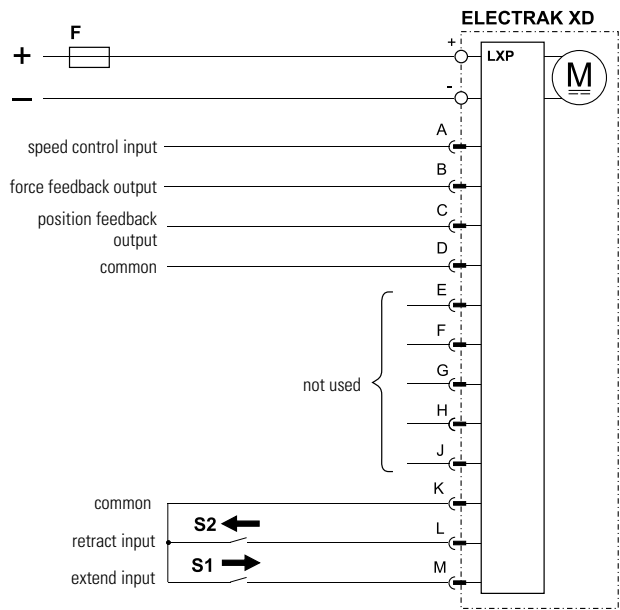 ELECTRAK XD
F
+
+
LXP
M
−
-
A
speed control input
B
force feedback output
C
position feedback
output
D
common
E
F
G
not used
H
J
K
common
S2
L
retract input
S1
M
extend input